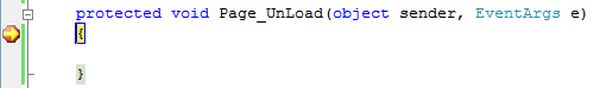 protected void Page_UnLoad(object sender, EventArgs e)
{
}